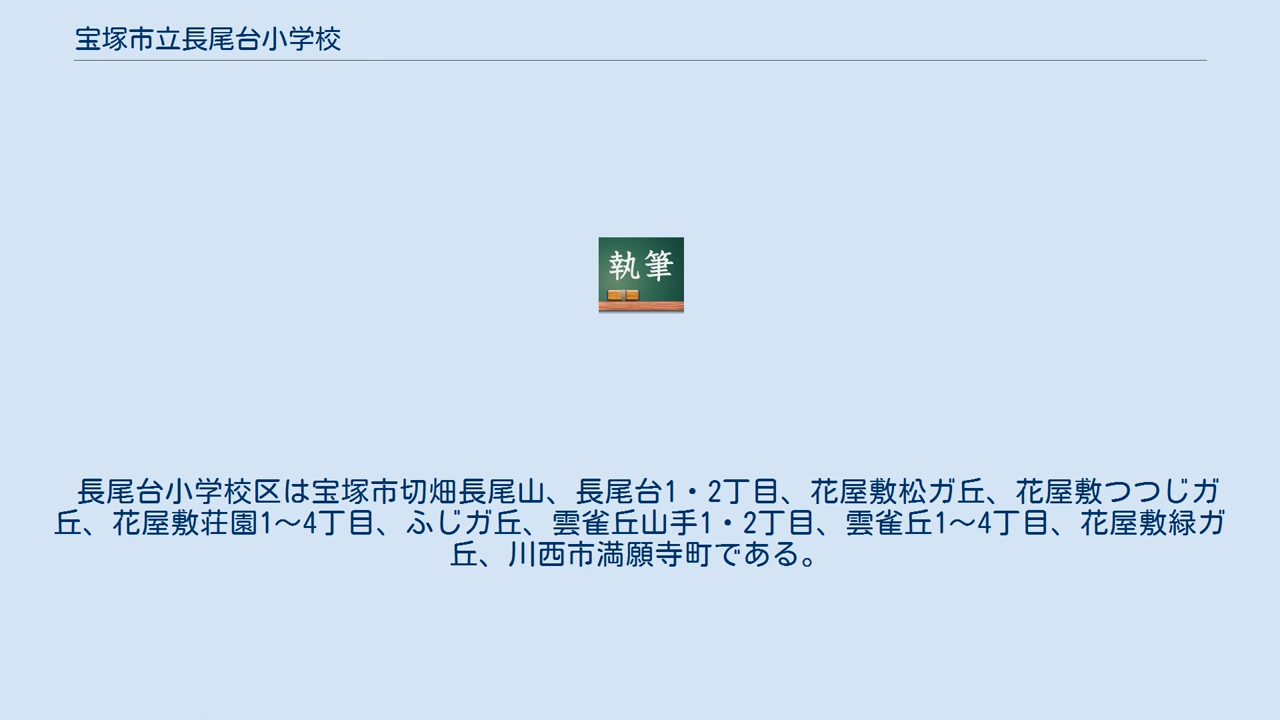 宝塚市立長尾台小学校
執筆
長尾台小学校区は宝塚市切畑長尾山、長尾台1・2丁目、花屋敷松ガ丘、花屋敷つつじガ
丘、花屋敷荘園1〜4丁目、ふじガ丘、雲雀丘山手1・2丁目、雲雀丘1〜4丁目、花屋敷緑ガ
丘、川西市満願寺町である。